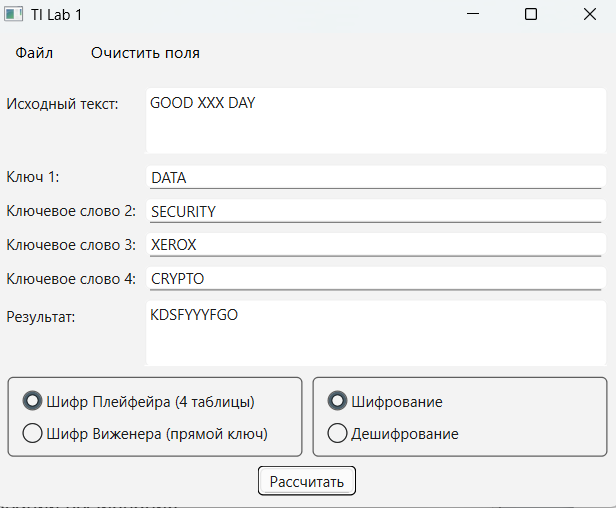 TI Lab 1
Файл Очистить поля
Исходный текст: GOOD XXX DAY
Ключ 1: DATA
Ключевое слово 2: SECURITY
Ключевое слово 3: XEROX
Ключевое слово 4: CRYPTO
Результат: KDSFYYYFGO
Шифр Плейфейра (4 таблицы) Шифрование
Шифр Виженера (прямой ключ) Дешифрование
Рассчитать